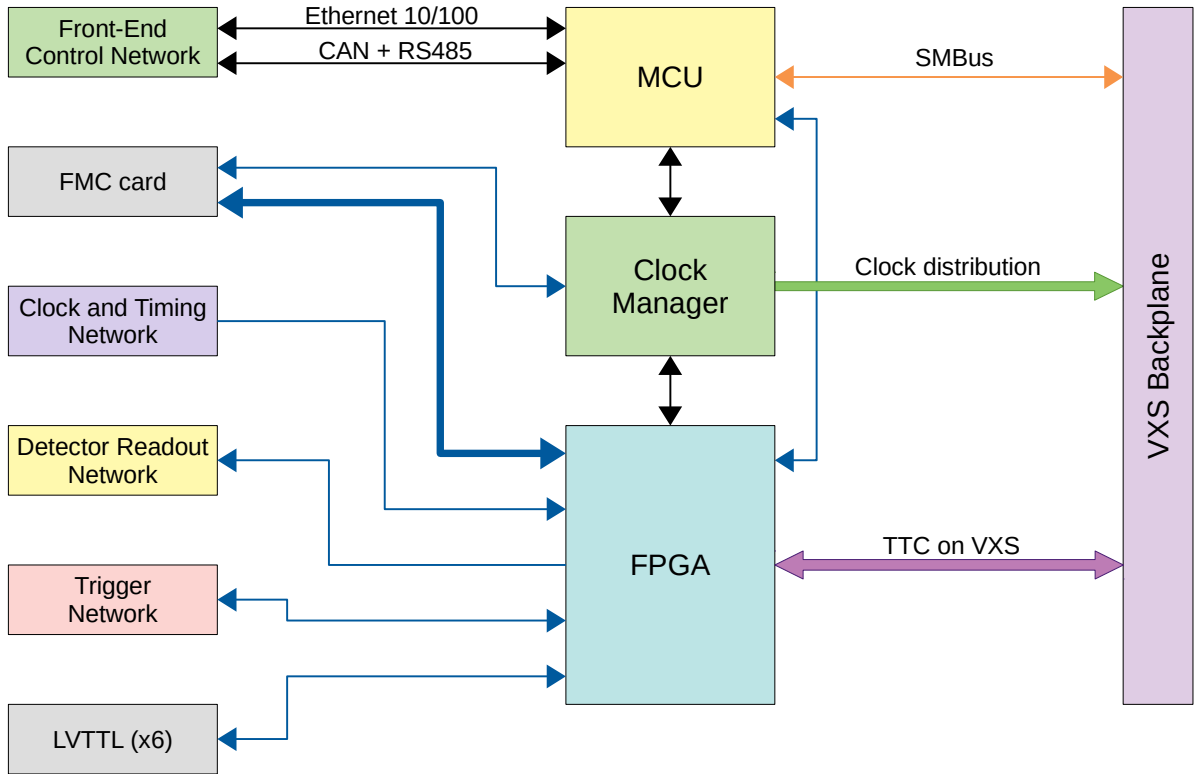 Front-End
Control Network
Ethernet 10/100
CAN + RS485
MCU
SMBus
FMC card
Clock
Manager
Clock distribution
VXS Backplane
Clock and Timing
Network
Detector Readout
Network
FPGA
TTC on VXS
Trigger
Network
LVTTL (x6)